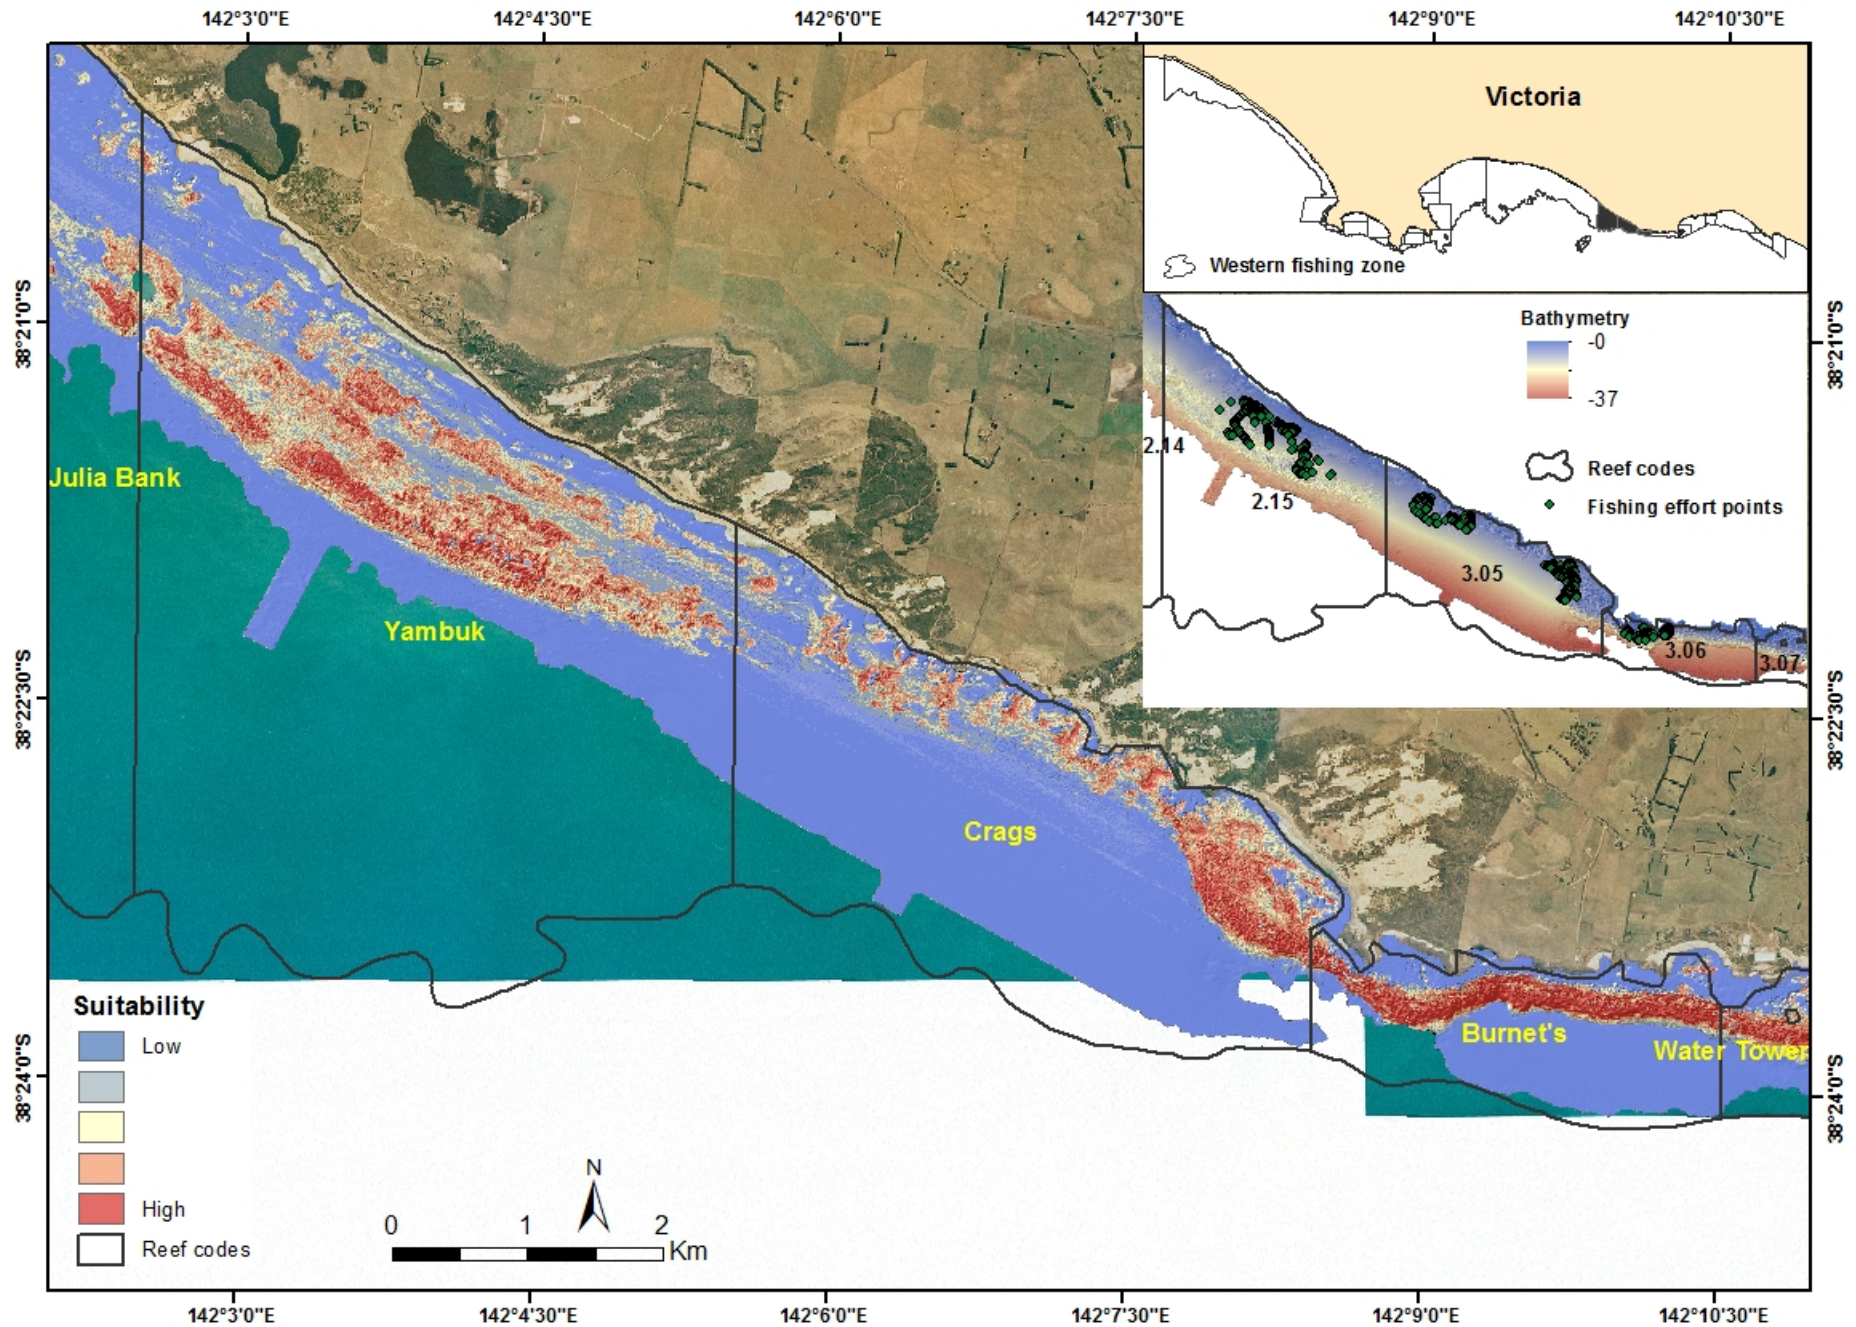 142°3'0"E 142°4'30"E 142°6'0"E 142°7'30"E 142°9'0"E 142°10'30"E
Victoria
Western fishing zone
38°21'0"S
38°21'0"S
Bathymetry
-0
-37
2.14
2.15
Reef codes
Fishing effort points
3.05
3.06
3.07
Julia Bank
Yambuk
38°22'30"S
38°22'30"S
Crags
Burnet's
Water Tower
38°24'0"S
38°24'0"S
Suitability
Low
High
Reef codes
N
0 1 2
Km
142°3'0"E 142°4'30"E 142°6'0"E 142°7'30"E 142°9'0"E 142°10'30"E